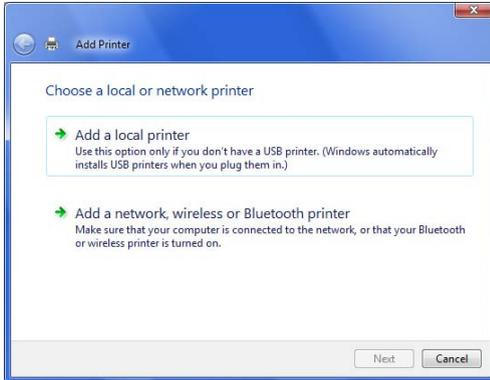 Add Printer
Choose a local or network printer
Add a local printer
Use this option only if you don't have a USB printer. (Windows automatically
installs USB printers when you plug them in.)
Add a network, wireless or Bluetooth printer
Make sure that your computer is connected to the network, or that your Bluetooth
or wireless printer is turned on.
Next
Cancel